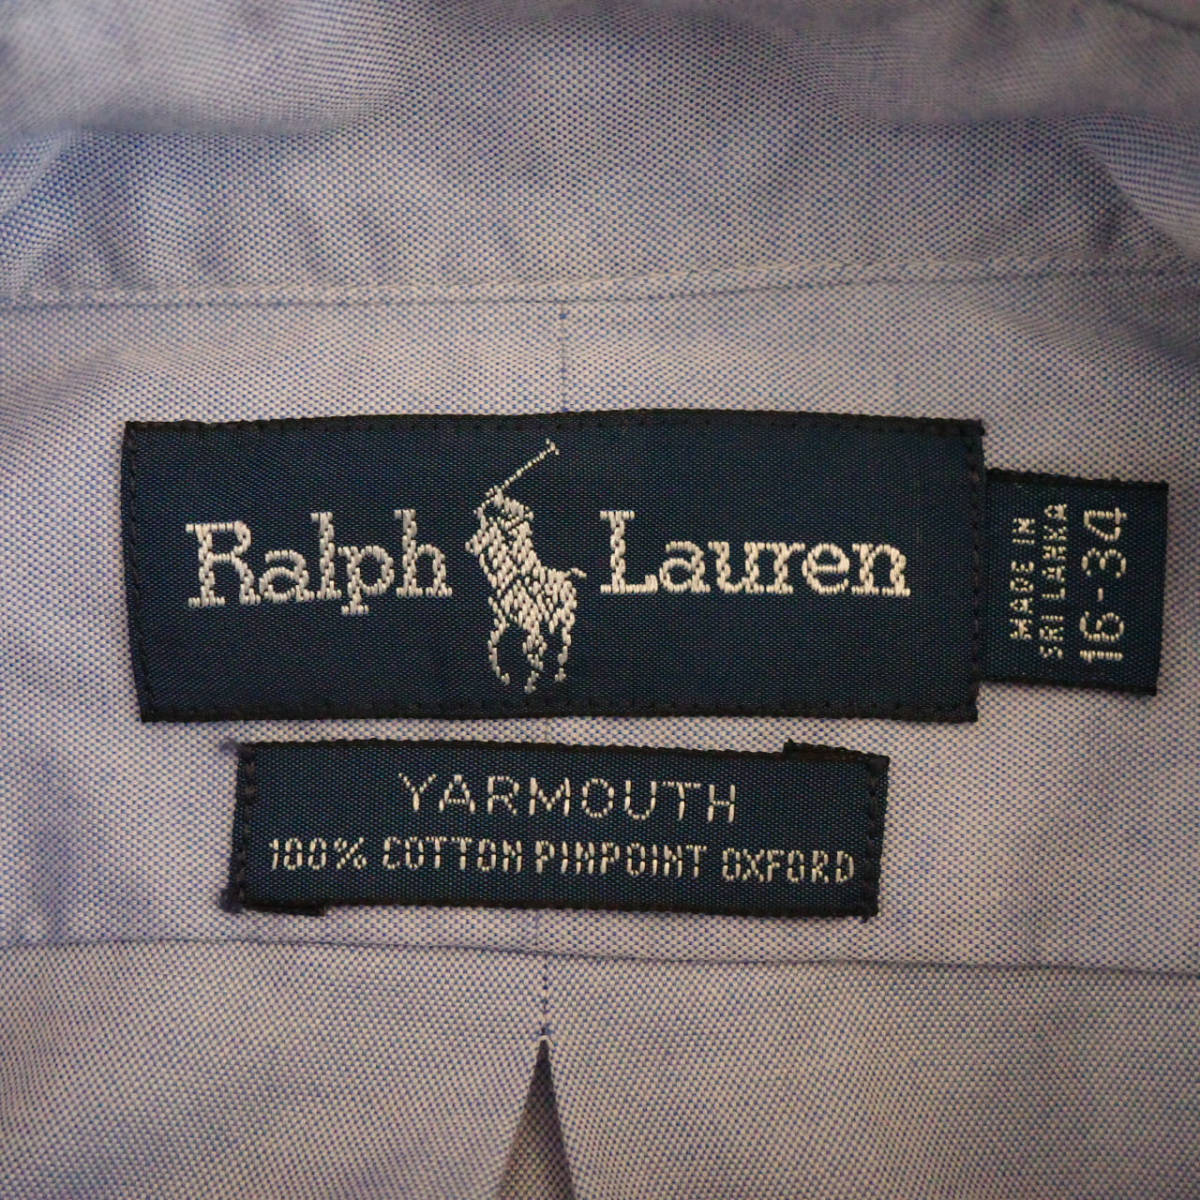 Ralph Lauren
MADE IN
SRI LANKA
16-34
YARMOUTH
100% COTTON PINPOINT OXFORD